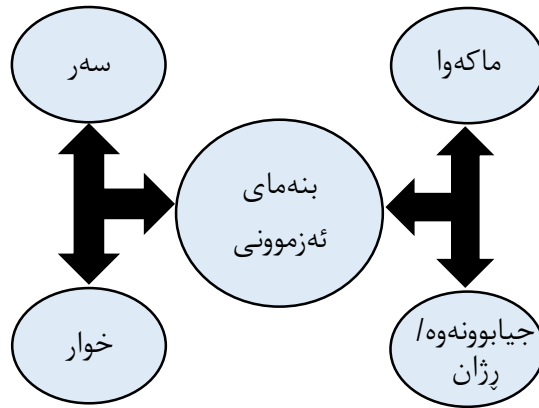 ماکەوا
سەر
بنەمای
ئەزموونی
جیابوونەوە/
ڕژان
خوار